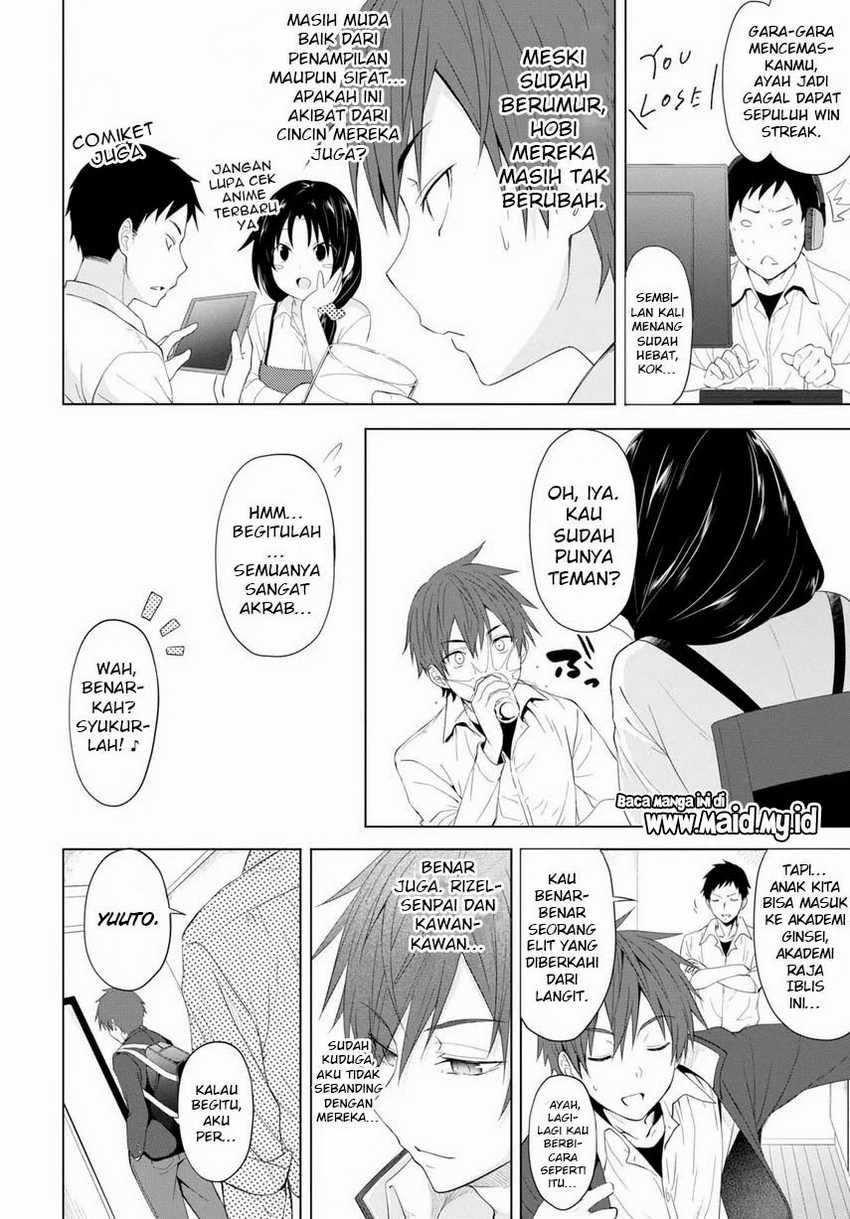 GARA-GARA
MENCEMAS-
KANMU,
AYAH JADI
GAGAL DAPAT
SEPULUH WIN
STREAK.
YOU
LOSE!
SEMBI-
LAN KALI
MENANG
SUDAH
HEBAT,
KOK...
MESKI
SUDAH
BERUMUR,
HOBI
MEREKA
MASIH TAK
BERUBAH.
MASIH MUDA
BAIK DARI
PENAMPILAN
MAUPUN SIFAT...
APAKAH INI
AKIBAT DARI
CINCIN MEREKA
JUGA?
JANGAN
LUPA CEK
ANIME
TERBARU
YA
COMIKET
JUGA
OH, IYA.
KAU
SUDAH
PUNYA
TEMAN?
ぶっ
HMM...
BEGITULAH
...
SEMUANYA
SANGAT
AKRAB...
WAH,
BENAR-
KAH?
SYUKUR-
LAH! ♪
Baca manga ini di
www.Maid.My.id
TAPI...
ANAK KITA
BISA MASUK
KE AKADEMI
GINSEI,
AKADEMI
RAJA
IBLIS
INI...
KAU
BENAR-
BENAR
SEORANG
ELIT YANG
DIBERKAHI
DARI
LANGIT.
AYAH,
LAGI-
LAGI KAU
BERBI-
CARA
SEPERTI
ITU...
BENAR
JUGA. RIZEL-
SENPAI DAN
KAWAN-
KAWAN...
SUDAH
KUDUGA,
AKU TIDAK
SEBANDING
DENGAN
MEREKA...
YUUTO.
KALAU
BEGITU,
AKU
PER...